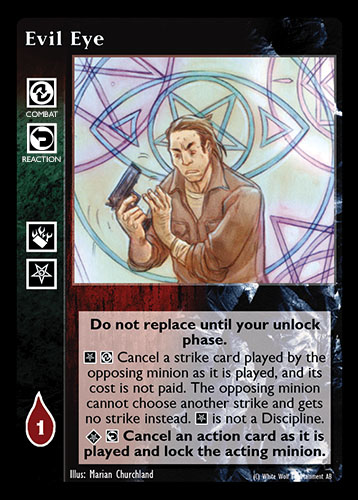 Evil Eye
COMBAT
REACTION
Do not replace until your unlock
phase.
Cancel a strike card played by the
opposing minion as it is played, and its
cost is not paid. The opposing minion
cannot choose another strike and gets
no strike instead. is not a Discipline.
Cancel an action card as it is
played and lock the acting minion.
1
Illus: Marian Churchland
(C) White Wolf Entertainment AB